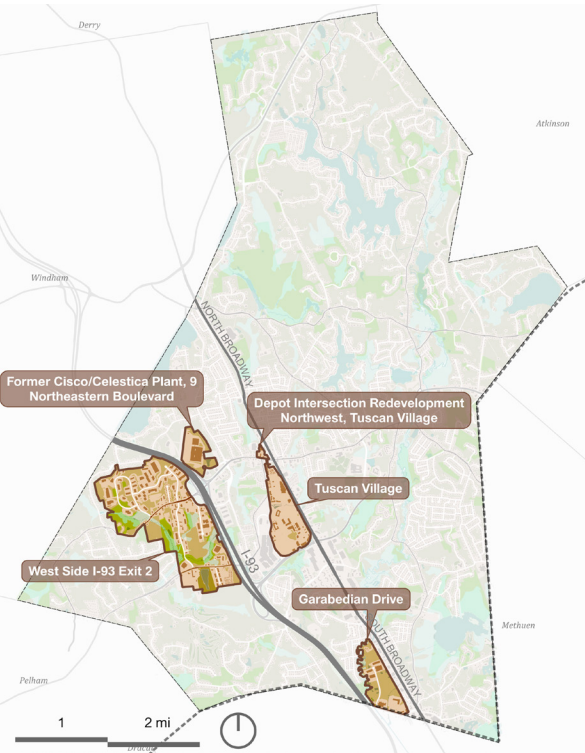 Derry
Atkinson
Windham
NORTH BROADWAY
Former Cisco/Celestica Plant, 9
Northeastern Boulevard
Depot Intersection Redevelopment
Northwest, Tuscan Village
Tuscan Village
I-93
West Side I-93 Exit 2
Garabedian Drive
SOUTH BROADWAY
Methuen
Pelham
1
2 mi
Dracut